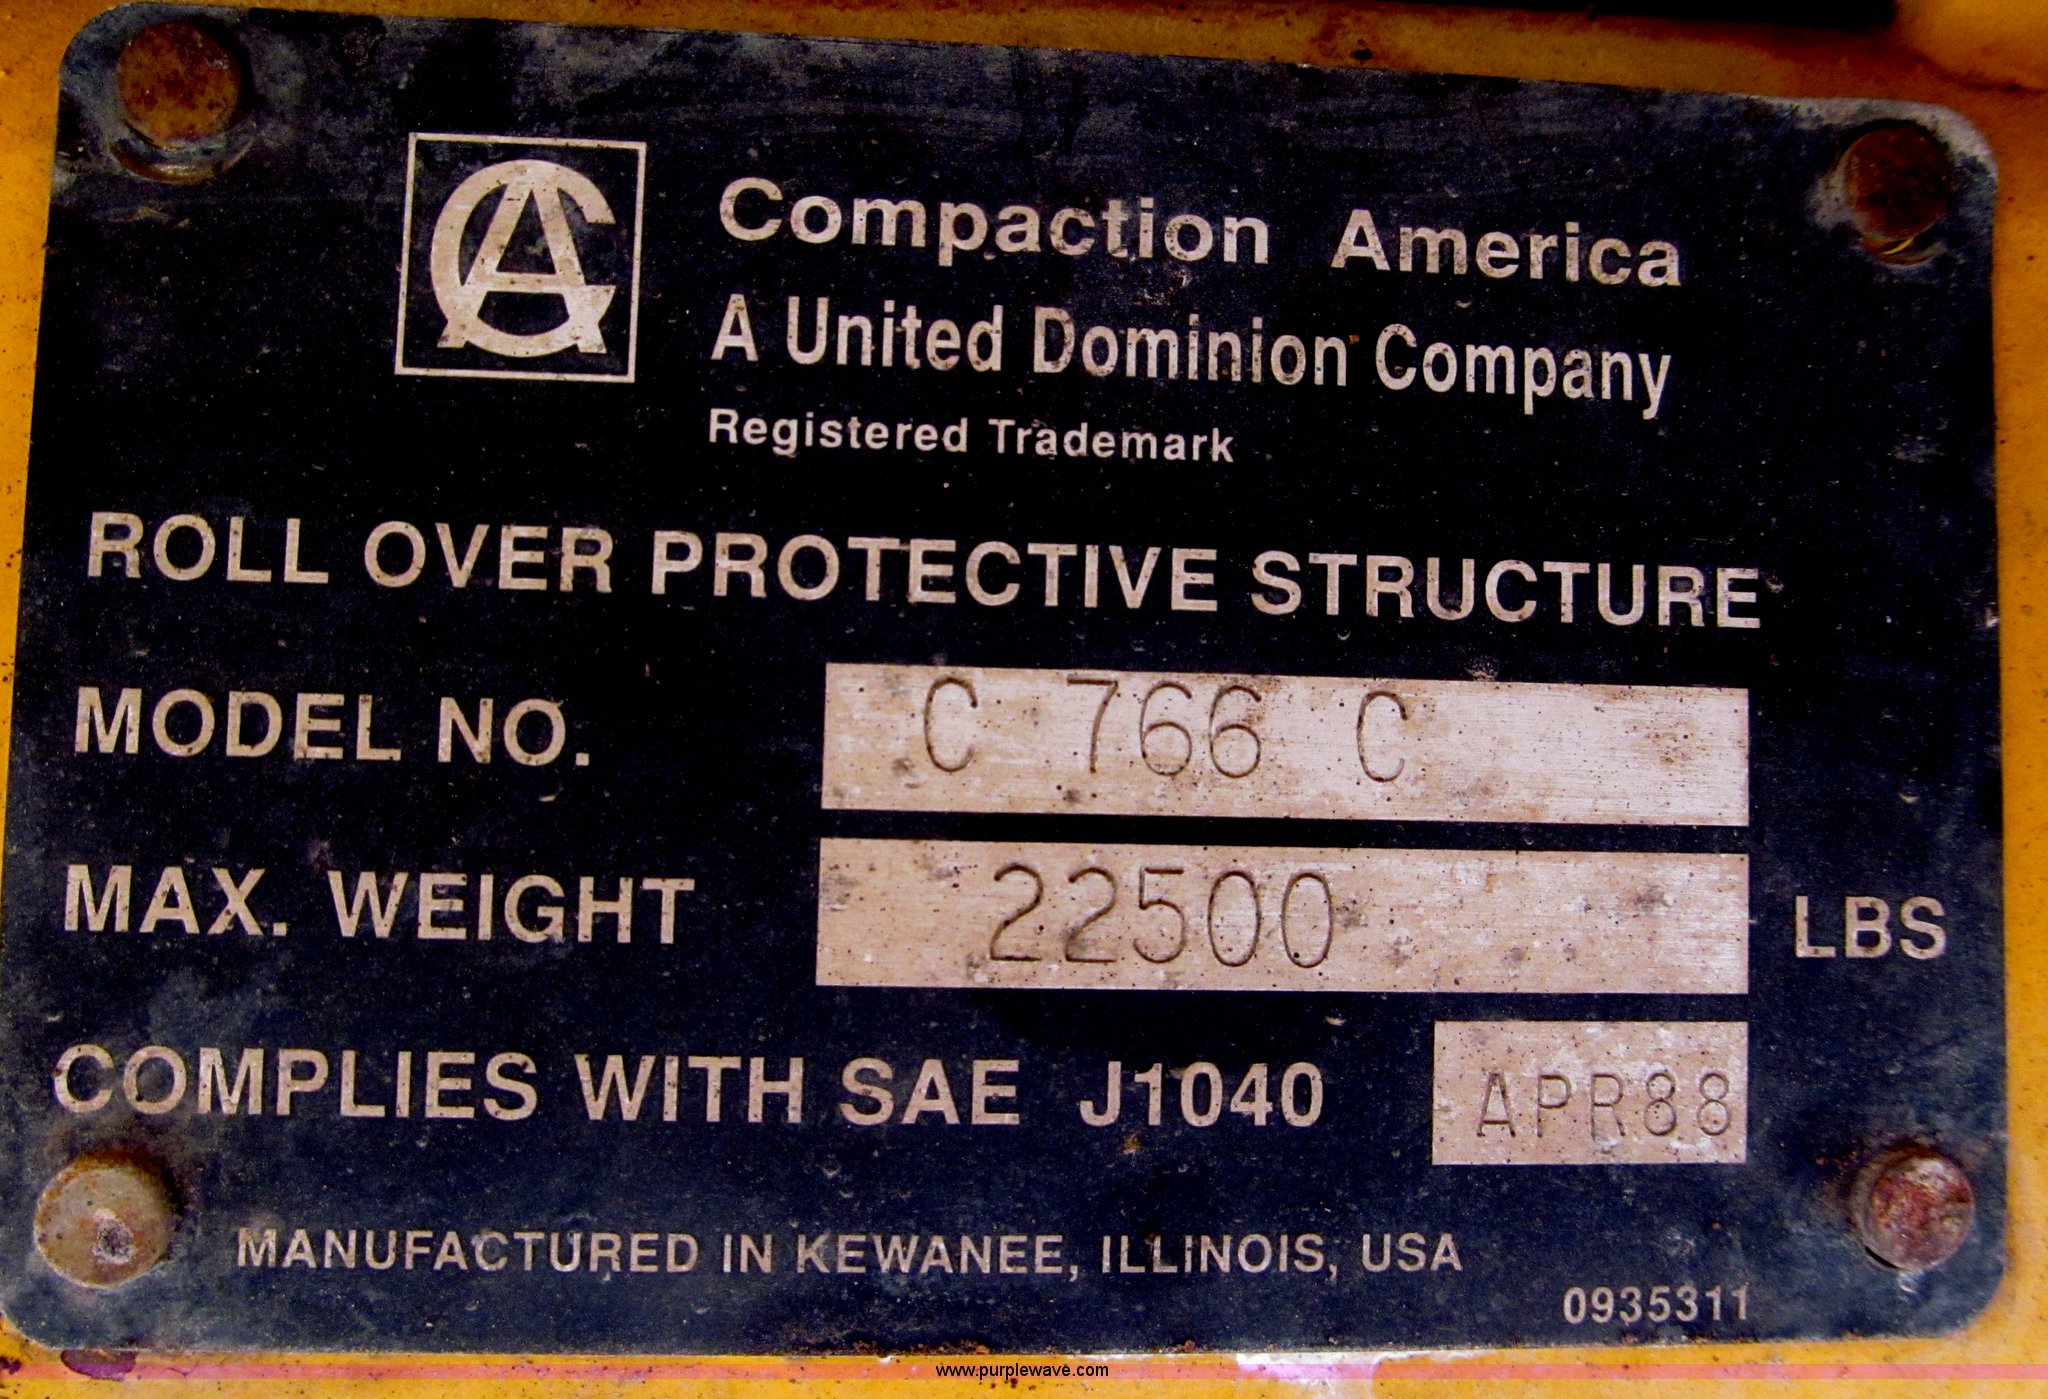 CA
Compaction America
A United Dominion Company
Registered Trademark
ROLL OVER PROTECTIVE STRUCTURE
MODEL NO. C 766 C
MAX. WEIGHT 22500 LBS
COMPLIES WITH SAE J1040 APR88
MANUFACTURED IN KEWANEE, ILLINOIS, USA
0935311
www.purplewave.com